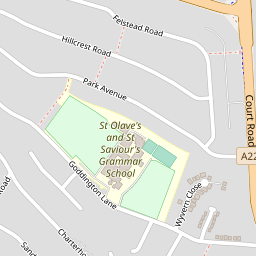 Felstead Road
Hillcrest Road
Park Avenue
Court Road
St Olave's
and St
Saviour's
Grammar
School
A22
Goddington Lane
Wyvern Close
Road